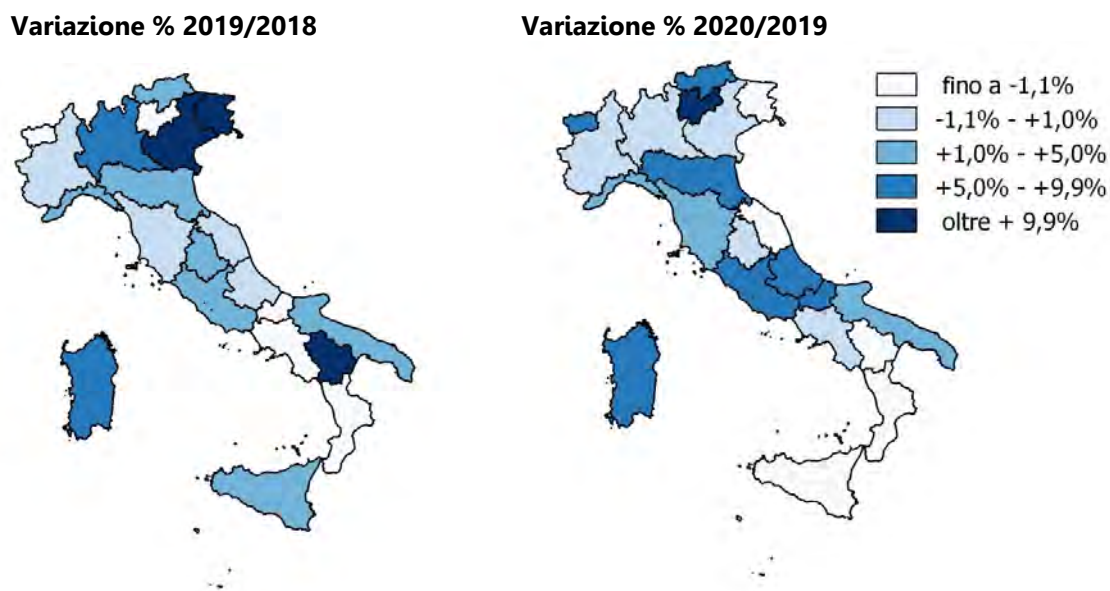 Variazione % 2019/2018
Variazione % 2020/2019
fino a -1,1%
-1,1% - +1,0%
+1,0% - +5,0%
+5,0% - +9,9%
oltre + 9,9%